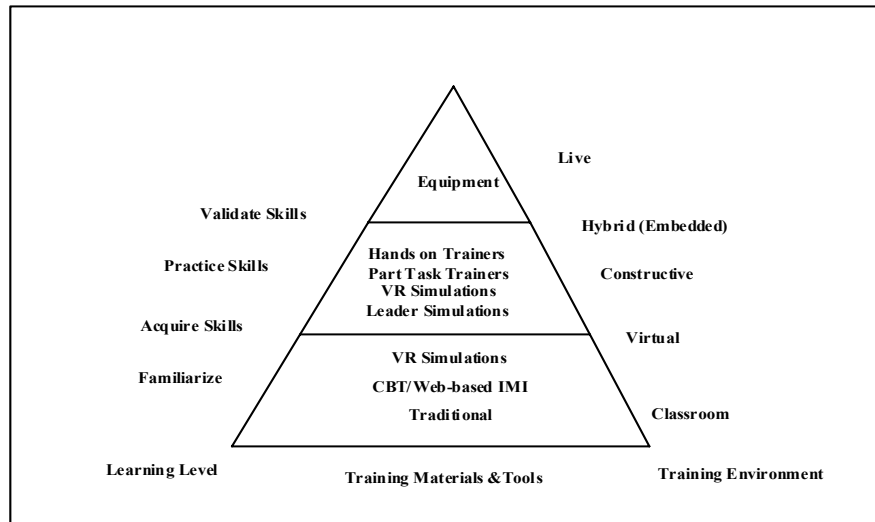 Live
Equipment
Validate Skills
Hybrid (Embedded)
Hands on Trainers
Practice Skills
Part Task Trainers
Constructive
VR Simulations
Leader Simulations
Acquire Skills
Virtual
VR Simulations
Familiarize
CBT/Web-based IMI
Traditional
Classroom
Learning Level
Training Materials & Tools
Training Environment